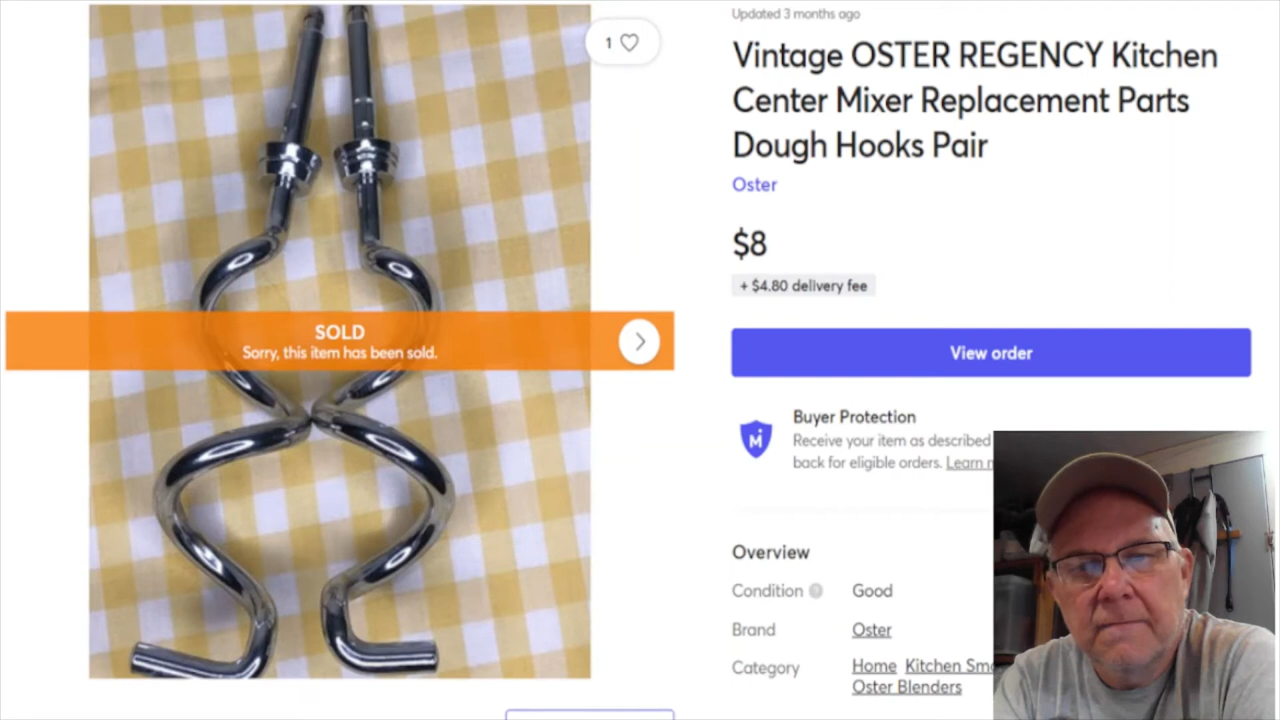 1
SOLD
Sorry, this item has been sold.
Updated 3 months ago
Vintage OSTER REGENCY Kitchen
Center Mixer Replacement Parts
Dough Hooks Pair
Oster
$8
+ $4.80 delivery fee
View order
Buyer Protection
Receive your item as described
back for eligible orders. Learn
Overview
Condition ?
Good
Brand
Oster
Category
Home Kitchen
Oster Blenders